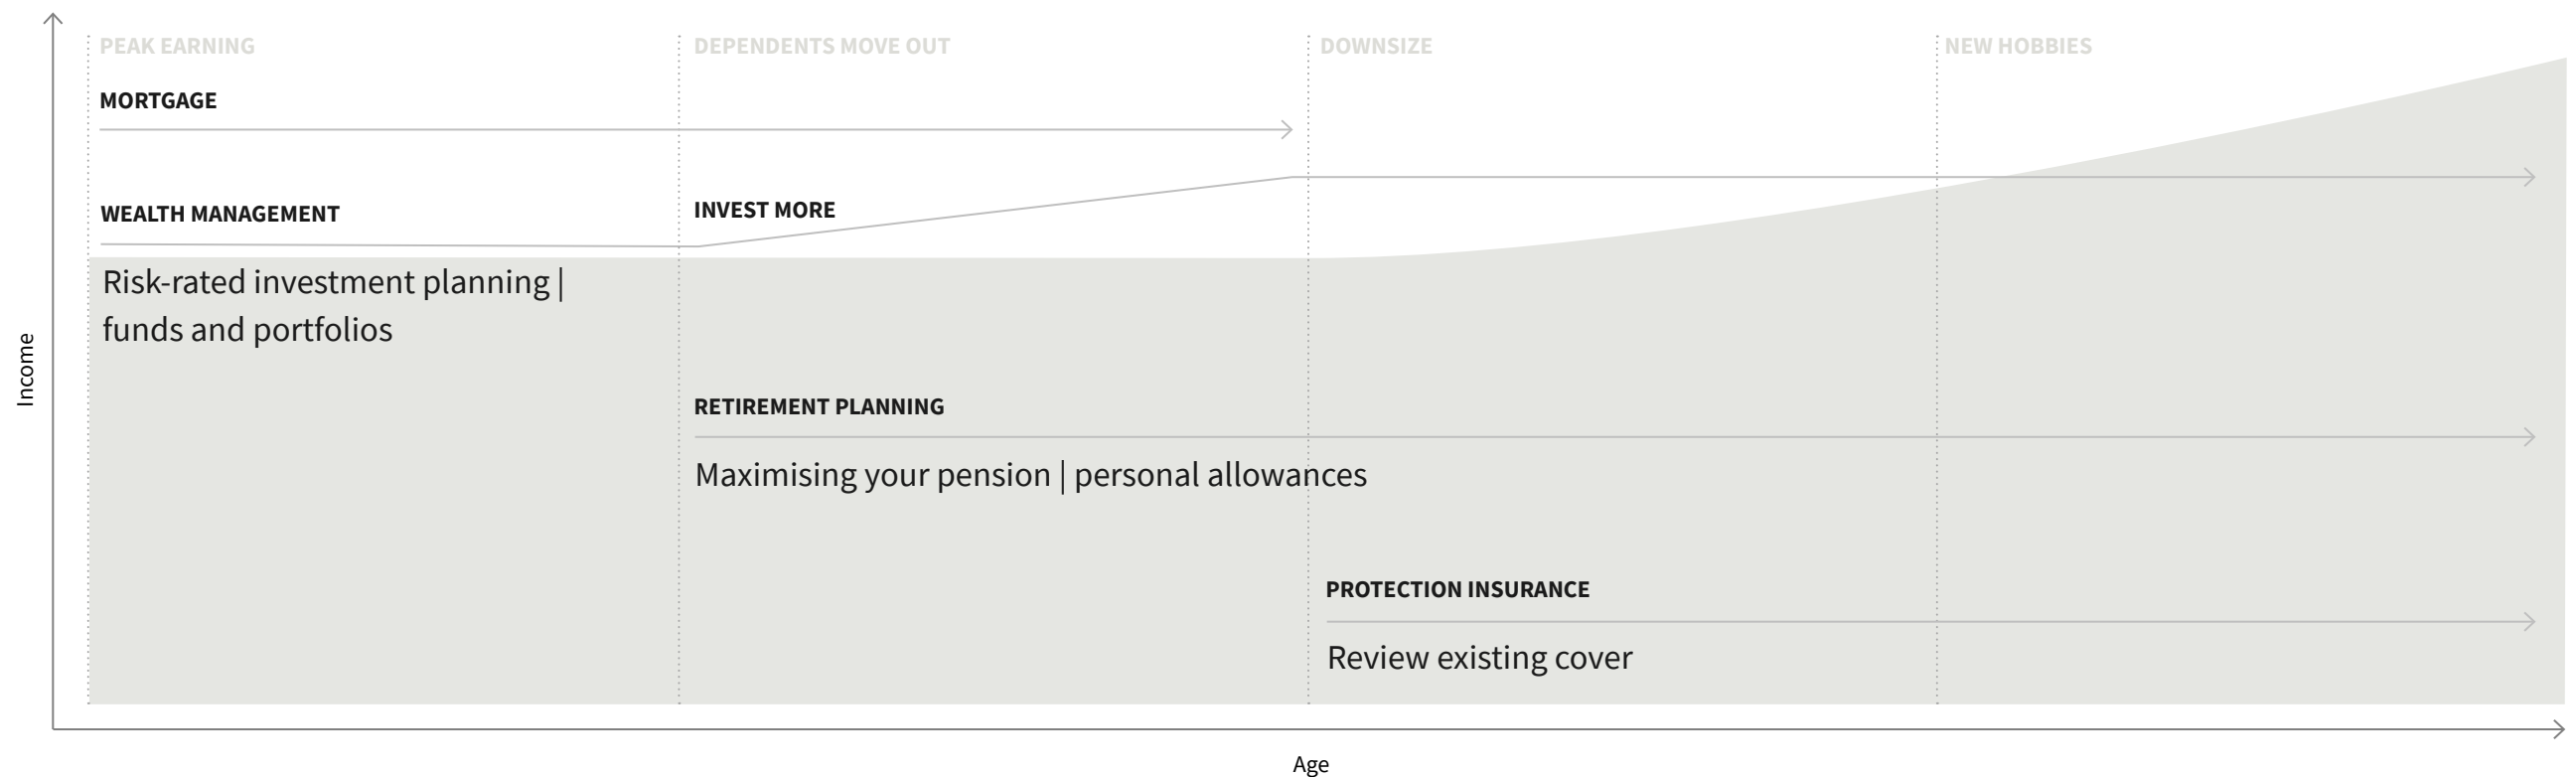 PEAK EARNING
DEPENDENTS MOVE OUT
DOWNSIZE
NEW HOBBIES
MORTGAGE
WEALTH MANAGEMENT
INVEST MORE
Risk-rated investment planning |
funds and portfolios
RETIREMENT PLANNING
Maximising your pension | personal allowances
PROTECTION INSURANCE
Review existing cover
Income
Age